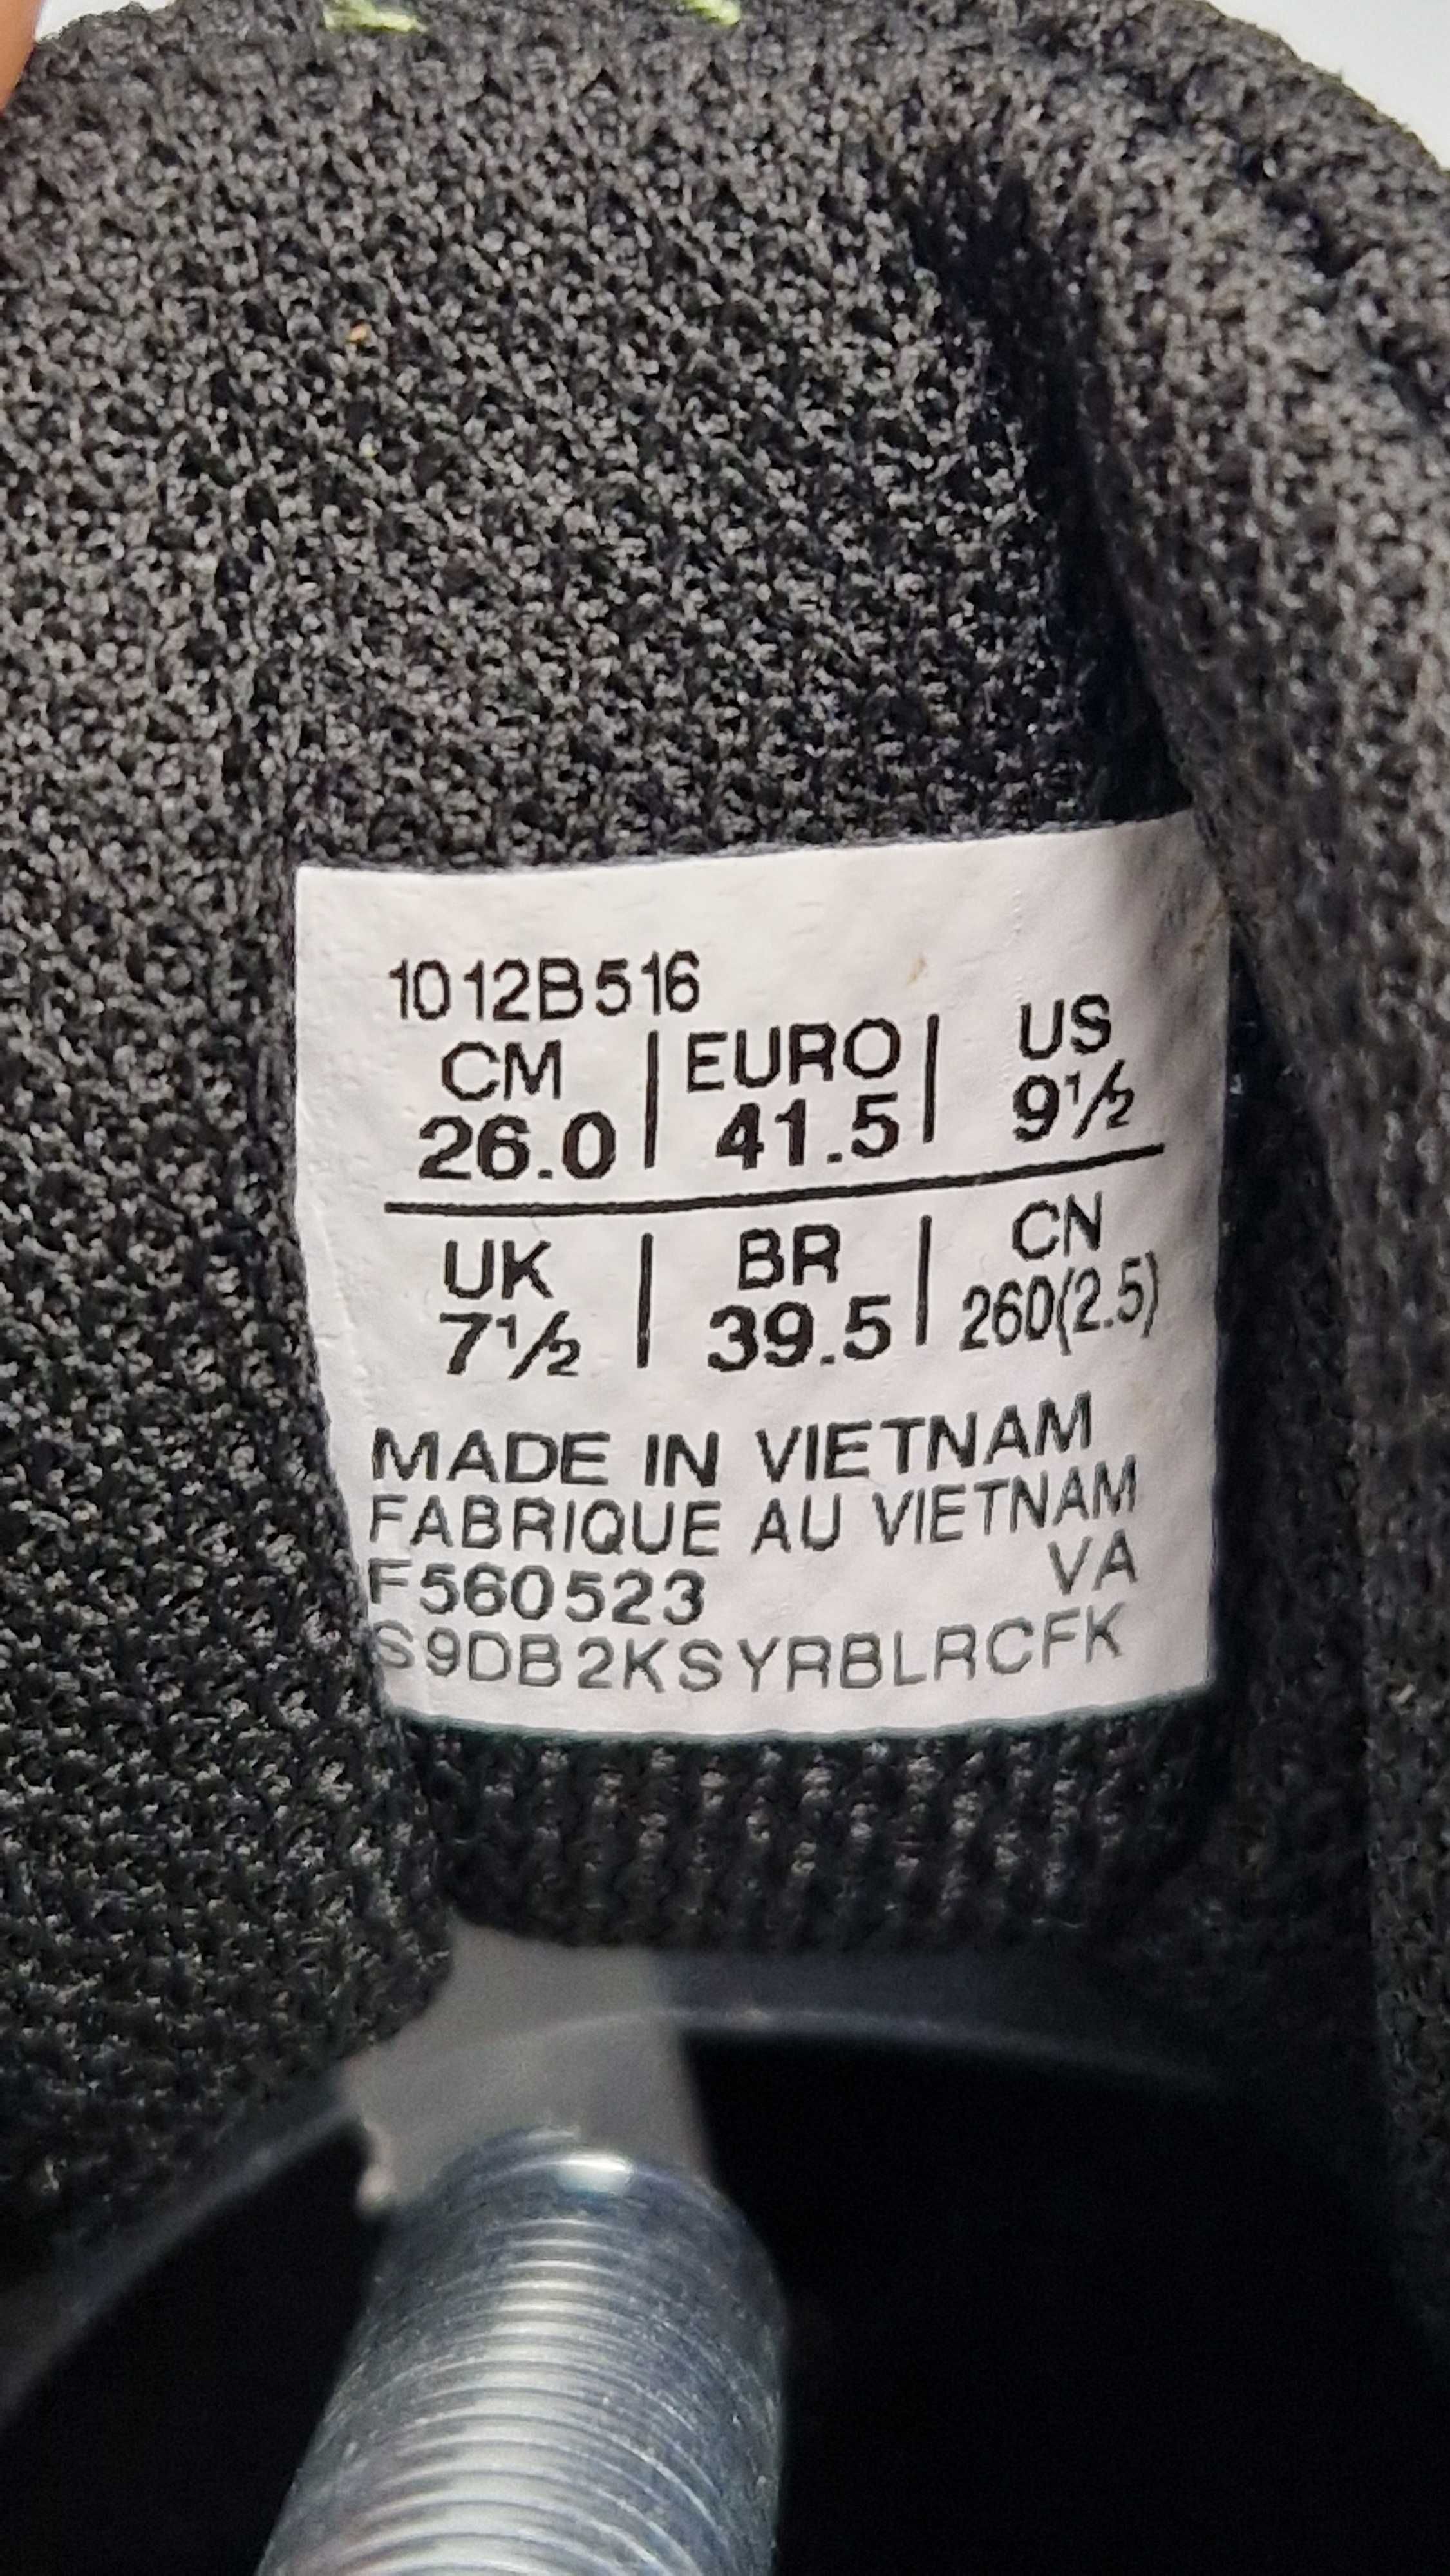 1012B516
CM | EURO | US
26.0 | 41.5 | 9½
UK | BR | CN
7½ | 39.5 | 260(2.5)
MADE IN VIETNAM
FABRIQUE AU VIETNAM
F560523 VA
S9DB2KSYRBLRCFK